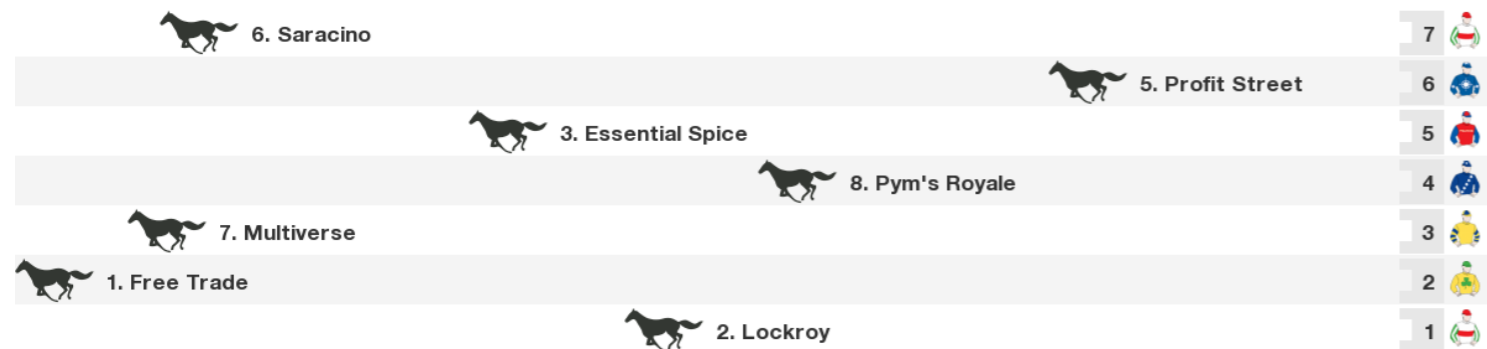 6. Saracino 7
5. Profit Street 6
3. Essential Spice 5
8. Pym's Royale 4
7. Multiverse 3
1. Free Trade 2
2. Lockroy 1